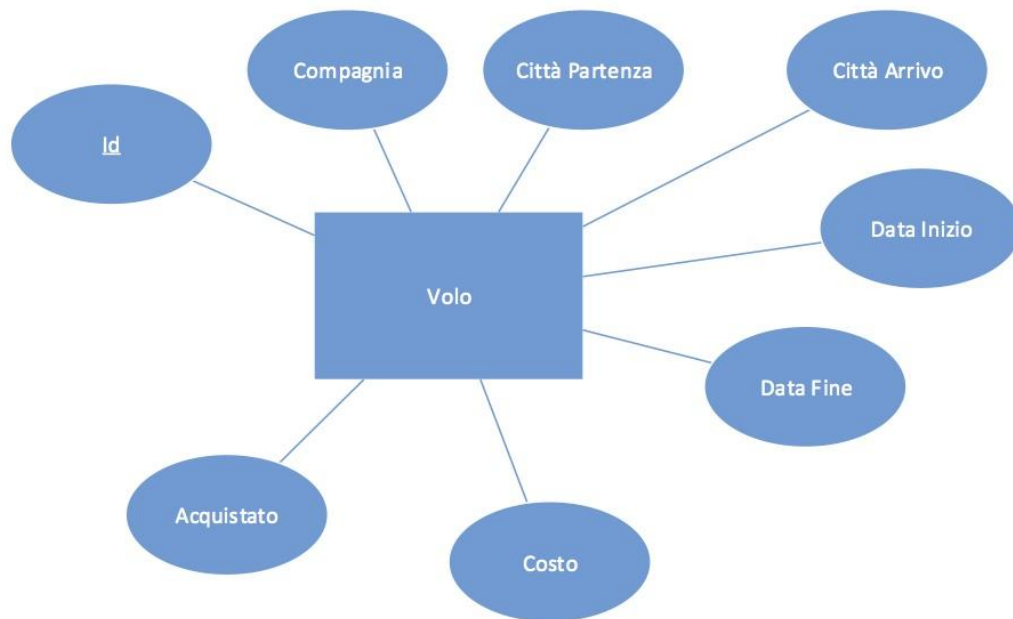 Compagnia
Città Partenza
Città Arrivo
Id
Data Inizio
Volo
Data Fine
Acquistato
Costo